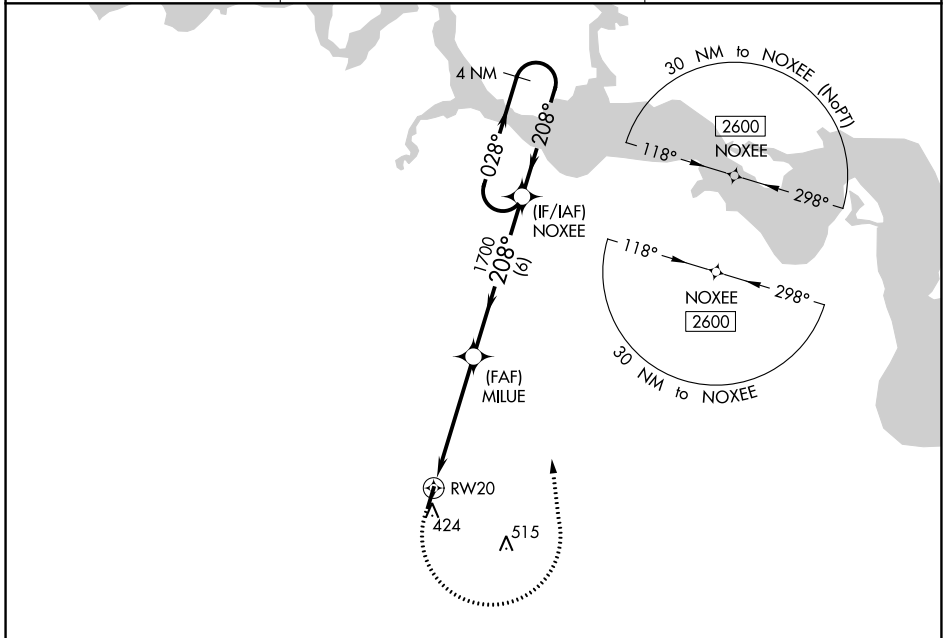 4 NM
028°
208°
(IF/IAF)
NOXEE
1700
208°
(6)
(FAF)
MILUE
RW20
424
515
30 NM to NOXEE (NoPT)
2600
NOXEE
118°
298°
118°
298°
NOXEE
2600
30 NM to NOXEE